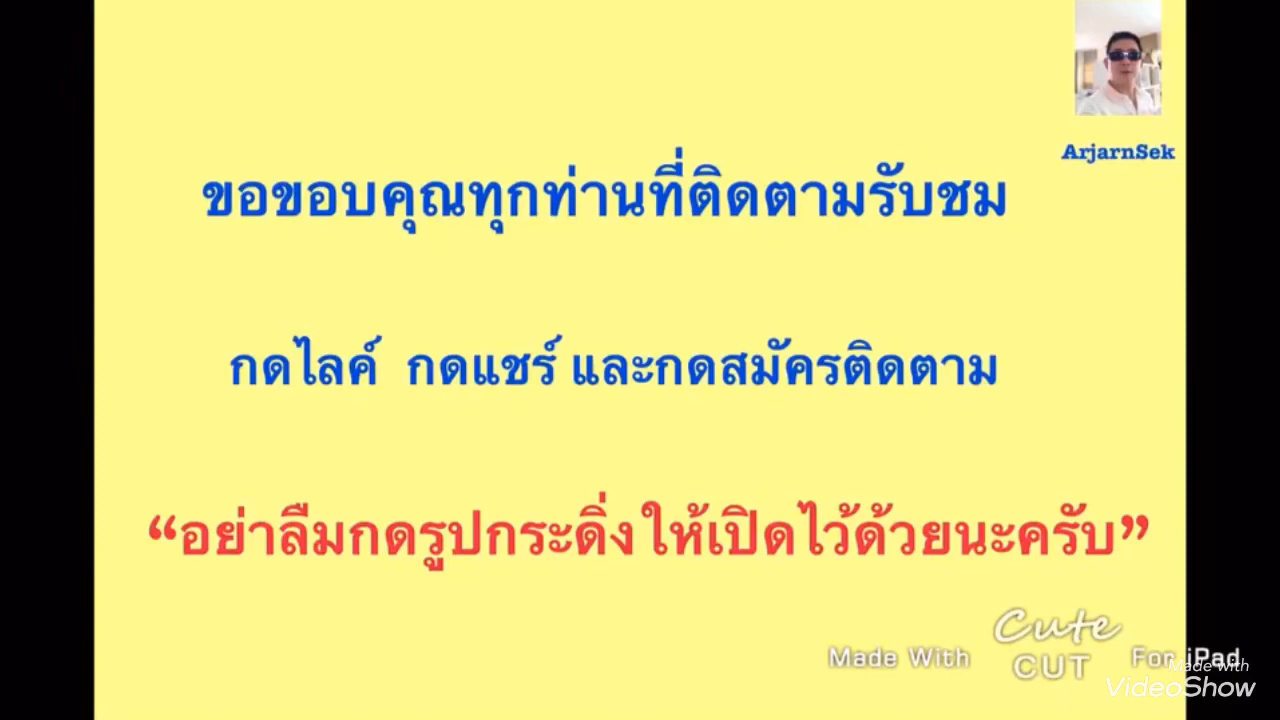 ArjarnSek
ขอขอบคุณทุกท่านที่ติดตามรับชม
กดไลค์ กดแชร์ และกดสมัครติดตาม
“อย่าลืมกดรูปกระดิ่งให้เปิดไว้ด้วยนะครับ”
Made With Cute CUT For iPad
Made with
VideoShow